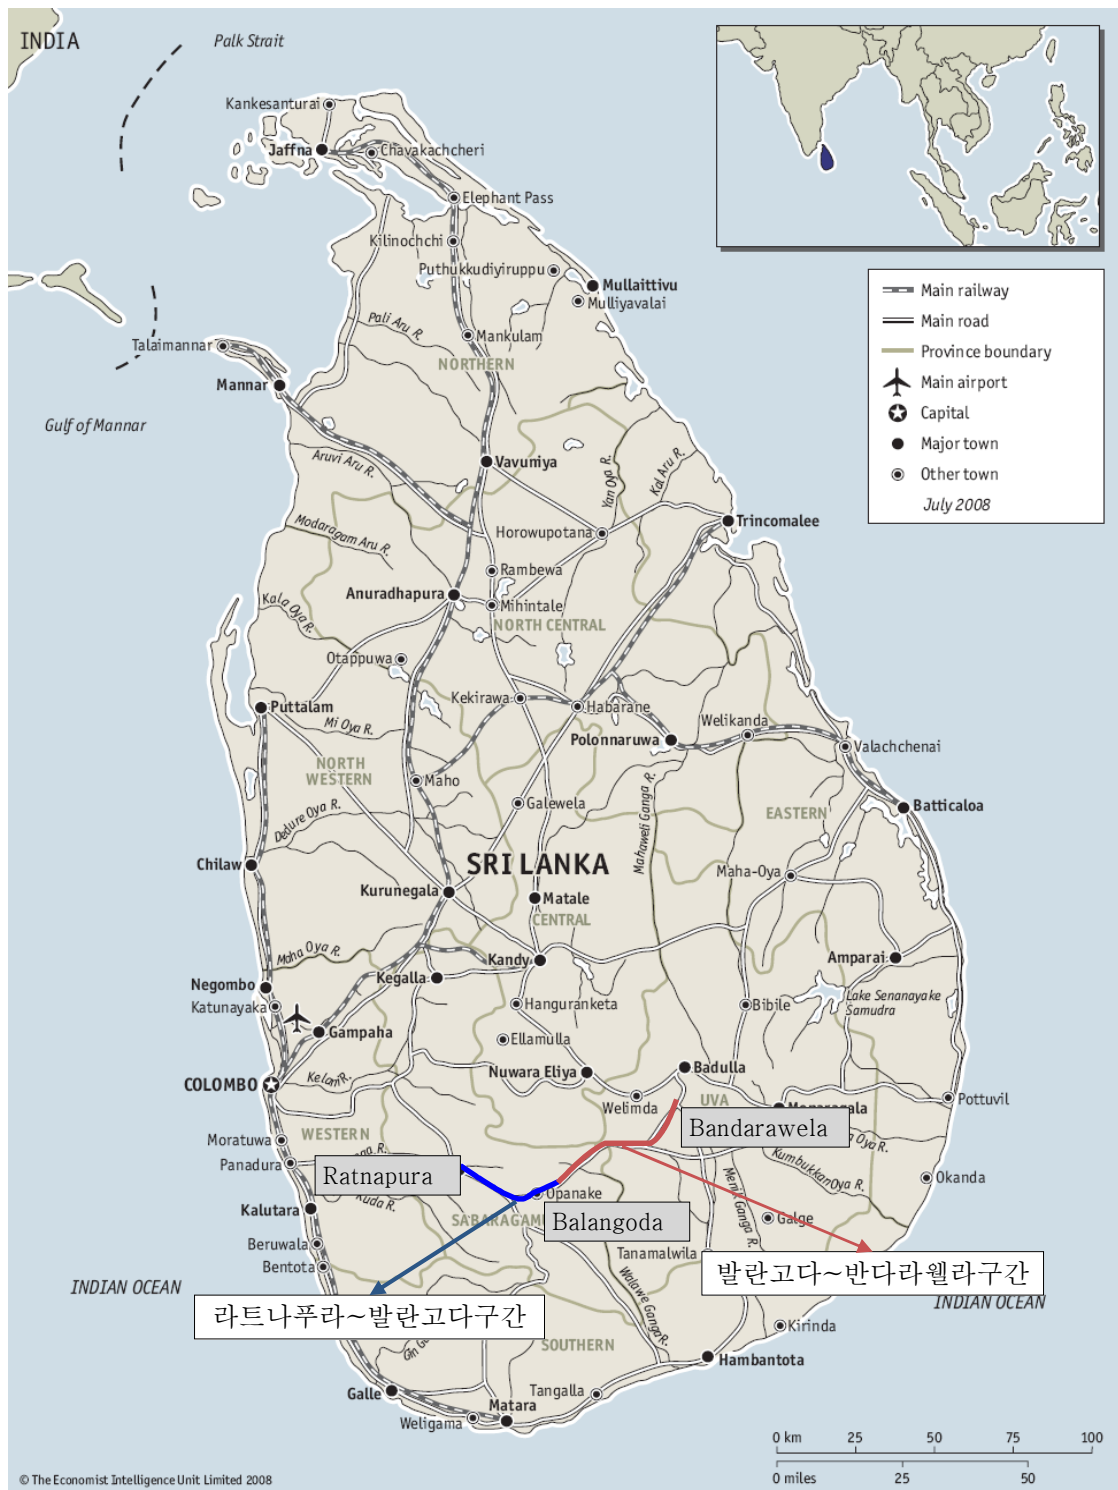 INDIA
Palk Strait
Kankesanturai
Jaffna
Chavakachcheri
Elephant Pass
Kilinochchi
Puthukkudiyiruppu
Mullaittivu
Mulliyavalai
Main railway
Main road
Province boundary
Main airport
Capital
Major town
Other town
July 2008
Pali Aru R.
Mankulam
Talaimannar
NORTHERN
Mannar
Gulf of Mannar
Aruvi Aru R.
Vavuniya
Yan Oya R.
Kal Aru R.
Trincomalee
Modaragam Aru R.
Horowupotana
Rambewa
Anuradhapura
Mihintale
Kala Oya R.
NORTH CENTRAL
Otappuwa
Kekirawa
Puttalam
Habarane
Mi Oya R.
Welikanda
Polonnaruwa
Valachchenai
NORTH
WESTERN
Maho
Galewela
Mahaweli Ganga R.
Batticaloa
EASTERN
Dedure Oya R.
Chilaw
SRI LANKA
Maha-Oya
Kurunegala
Matale
CENTRAL
Maha Oya R.
Kandy
Amparai
Kegalla
Negombo
Katunayaka
Hanguranketa
Bibile
Lake Senanayake
Samudra
Gampaha
Ellamulla
Nuwara Eliya
Badulla
COLOMBO
Kelani R.
Welimda
UVA
Pottuvil
Bandarawela
WESTERN
Moratuwa
Panadura
Ratnapura
Kumbukkan Oya R.
Okanda
Menik Ganga R.
Opanake
Kuda R.
Kalutara
Balangoda
Galge
Beruwala
Bentota
Tanamalwila
Walawe Ganga R.
발란고다~반다라웰라구간
INDIAN OCEAN
INDIAN OCEAN
라트나푸라~발란고다구간
Kirinda
SOUTHERN
Hambantota
Galle
Tangalla
Matara
Weligama
0 km 25 50 75 100
0 miles 25 50
© The Economist Intelligence Unit Limited 2008